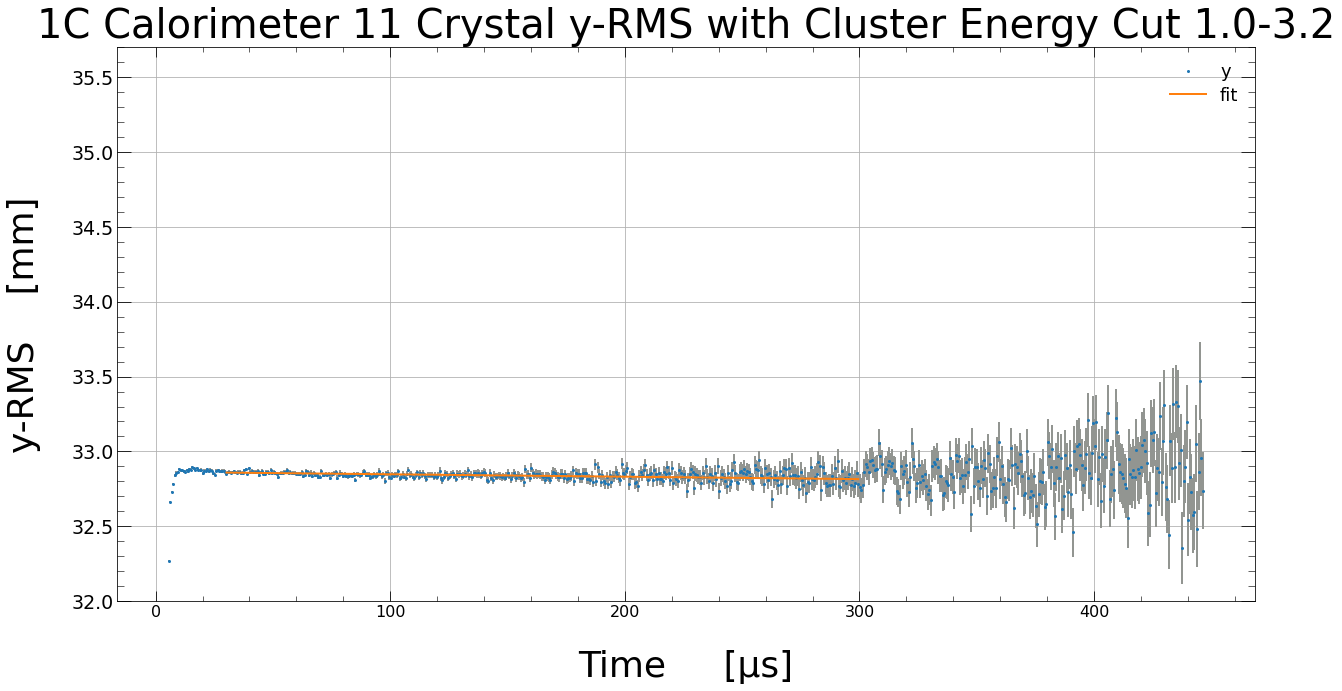 1C Calorimeter 11 Crystal y-RMS with Cluster Energy Cut 1.0-3.2
y
fit
35.5
35.0
34.5
34.0
33.5
33.0
32.5
32.0
y-RMS [mm]
0 100 200 300 400
Time [μs]